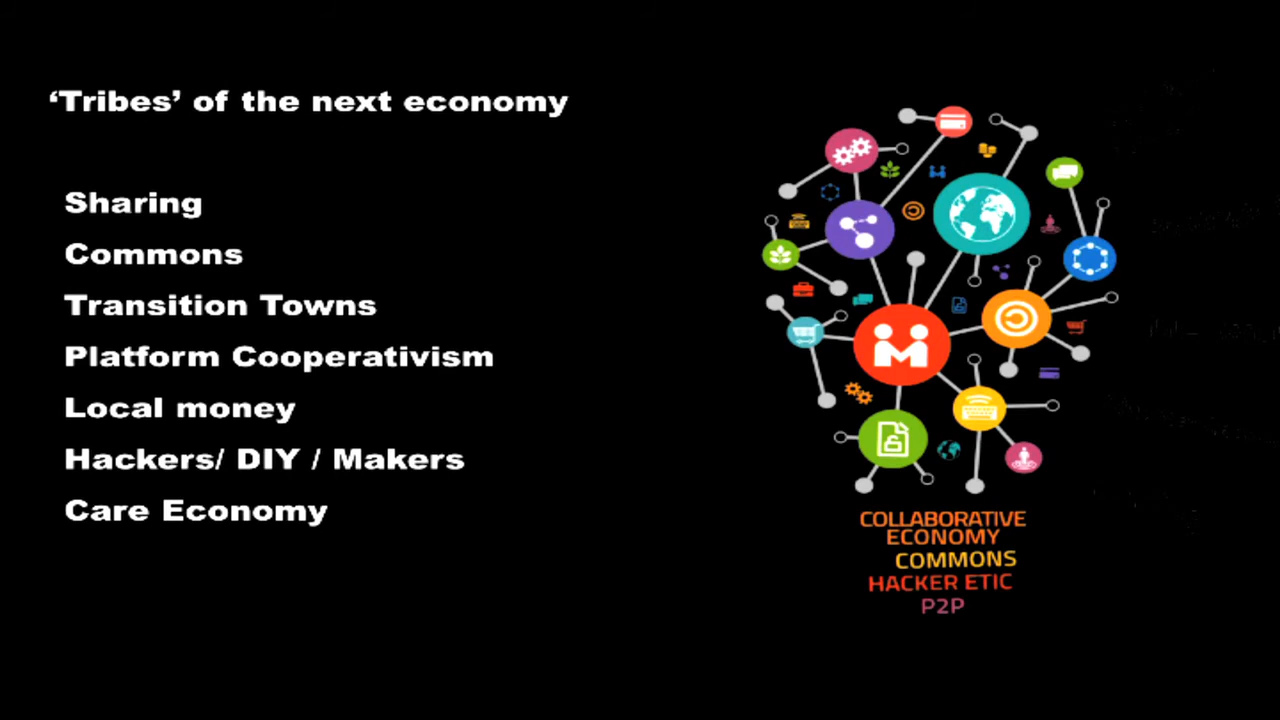 ‘Tribes’ of the next economy
Sharing
Commons
Transition Towns
Platform Cooperativism
Local money
Hackers/ DIY / Makers
Care Economy
COLLABORATIVE
ECONOMY
COMMONS
HACKER ETIC
P2P